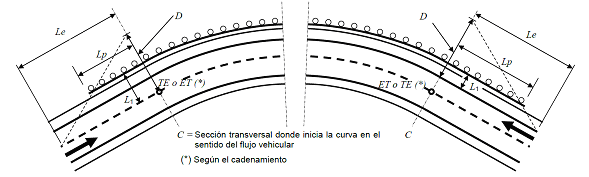 Le
D
Lp
TE o ET (*)
L1
C
D
Le
Lp
ET o TE (*)
L1
C
C = Sección transversal donde inicia la curva en el
sentido del flujo vehicular
(*) Según el cadenamiento